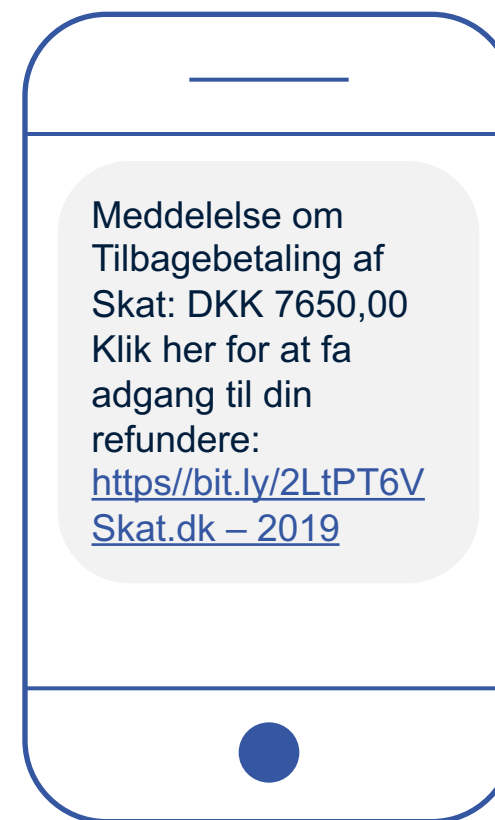 Meddelelse om
Tilbagebetaling af
Skat: DKK 7650,00
Klik her for at fa
adgang til din
refundere:
https//bit.ly/2LtPT6V
Skat.dk – 2019